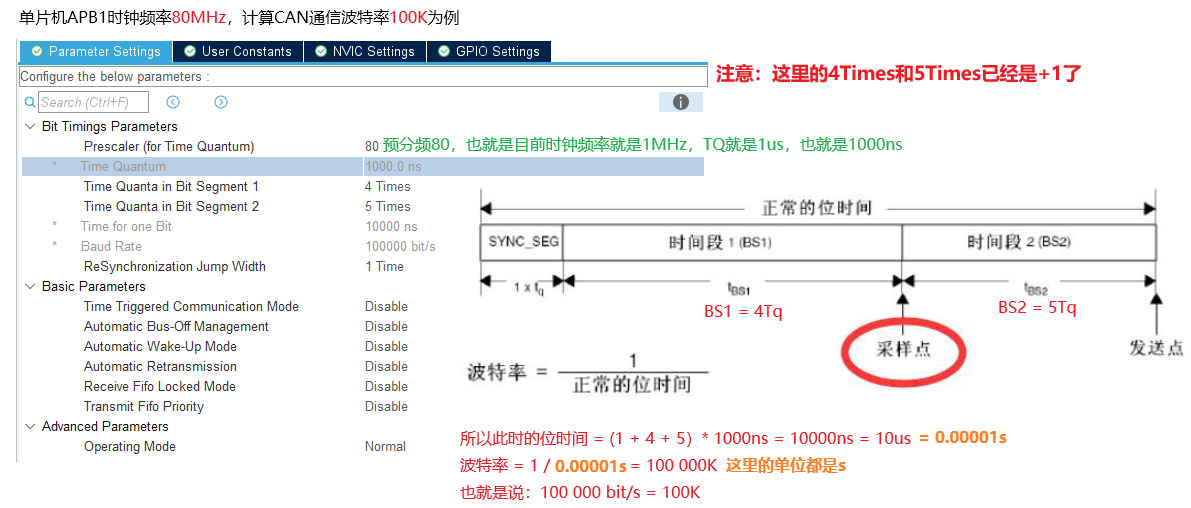 单片机APB1时钟频率80MHz，计算CAN通信波特率100K为例
Parameter Settings User Constants NVIC Settings GPIO Settings
Configure the below parameters :
注意：这里的4Times和5Times已经是+1了
Search (Ctrl+F)
Bit Timings Parameters
Prescaler (for Time Quantum) 80 预分频80，也就是目前时钟频率就是1MHz，TQ就是1us，也就是1000ns
* Time Quantum 1000.0 ns
Time Quanta in Bit Segment 1 4 Times
Time Quanta in Bit Segment 2 5 Times
* Time for one Bit 10000 ns
* Baud Rate 100000 bit/s
ReSynchronization Jump Width 1 Time
Basic Parameters
Time Triggered Communication Mode Disable
Automatic Bus-Off Management Disable
Automatic Wake-Up Mode Disable
Automatic Retransmission Disable
Receive Fifo Locked Mode Disable
Transmit Fifo Priority Disable
Advanced Parameters
Operating Mode Normal
正常的位时间
SYNC_SEG 时间段 1 (BS1) 时间段 2 (BS2)
1 x tq tBS1 tBS2
BS1 = 4Tq BS2 = 5Tq
采样点 发送点
波特率 = 1
正常的位时间
所以此时的位时间 =（1 + 4 + 5）* 1000ns = 10000ns = 10us = 0.00001s
波特率 = 1 / 0.00001s = 100 000K 这里的单位都是s
也就是说：100 000 bit/s = 100K